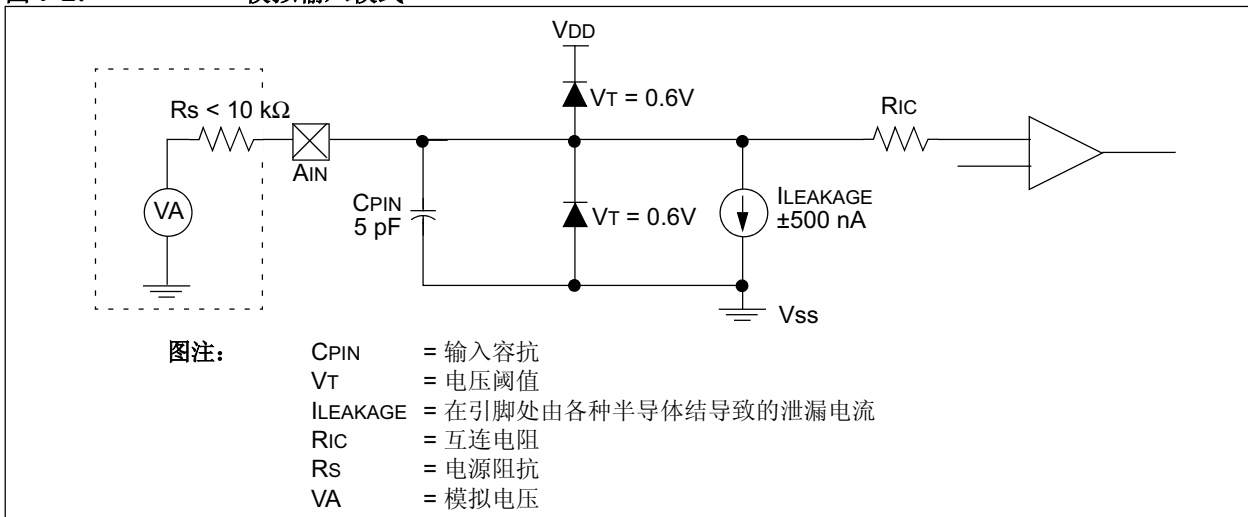 VDD
VT = 0.6V
RS < 10 kΩ
RIC
AIN
VA
CPIN
5 pF
VT = 0.6V
ILEAKAGE
±500 nA
VSS
图注:
CPIN = 输入容抗
VT = 电压阈值
ILEAKAGE = 在引脚处由各种半导体结导致的泄漏电流
RIC = 互连电阻
RS = 电源阻抗
VA = 模拟电压